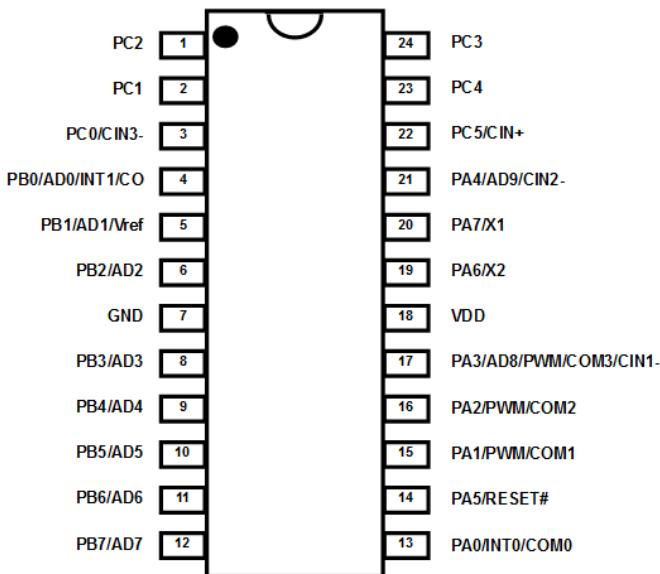 PC2 1 24 PC3
PC1 2 23 PC4
PC0/CIN3- 3 22 PC5/CIN+
PB0/AD0/INT1/CO 4 21 PA4/AD9/CIN2-
PB1/AD1/Vref 5 20 PA7/X1
PB2/AD2 6 19 PA6/X2
GND 7 18 VDD
PB3/AD3 8 17 PA3/AD8/PWM/COM3/CIN1-
PB4/AD4 9 16 PA2/PWM/COM2
PB5/AD5 10 15 PA1/PWM/COM1
PB6/AD6 11 14 PA5/RESET#
PB7/AD7 12 13 PA0/INT0/COM0